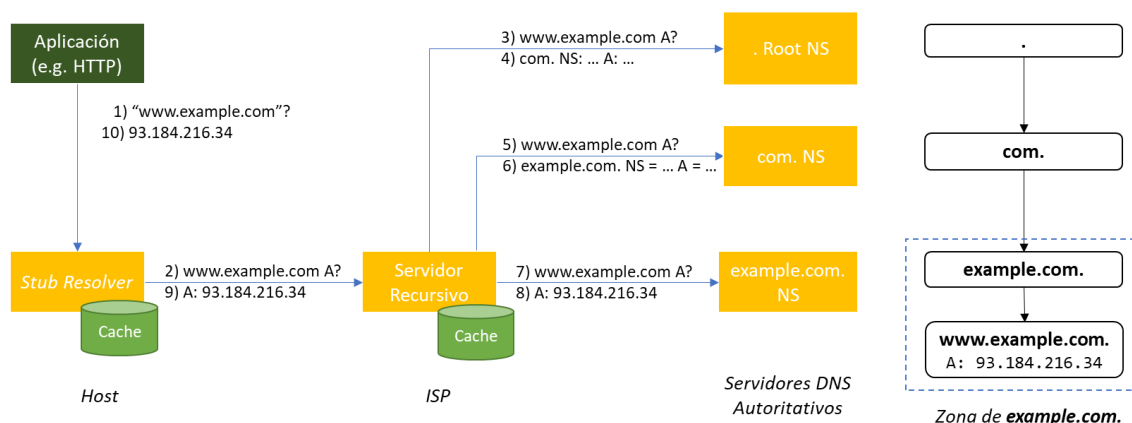 Aplicación
(e.g. HTTP)
1) “www.example.com”?
10) 93.184.216.34
Stub Resolver
Cache
Host
2) www.example.com A?
9) A: 93.184.216.34
Servidor
Recursivo
Cache
ISP
3) www.example.com A?
4) com. NS: ... A: ...
5) www.example.com A?
6) example.com. NS = ... A = ...
7) www.example.com A?
8) A: 93.184.216.34
. Root NS
com. NS
example.com.
NS
Servidores DNS
Autoritativos
.
com.
example.com.
www.example.com.
A: 93.184.216.34
Zona de example.com.